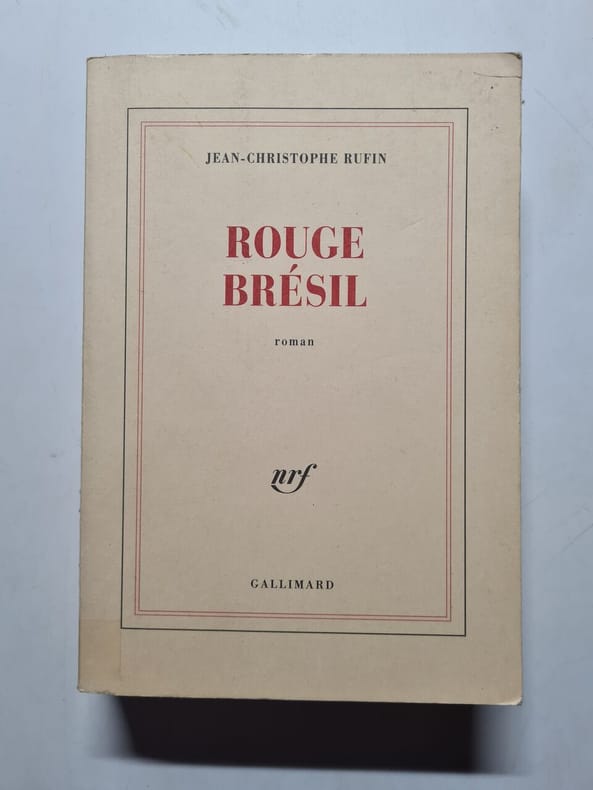 JEAN-CHRISTOPHE RUFIN
ROUGE
BRÉSIL
roman
nrf
GALLIMARD